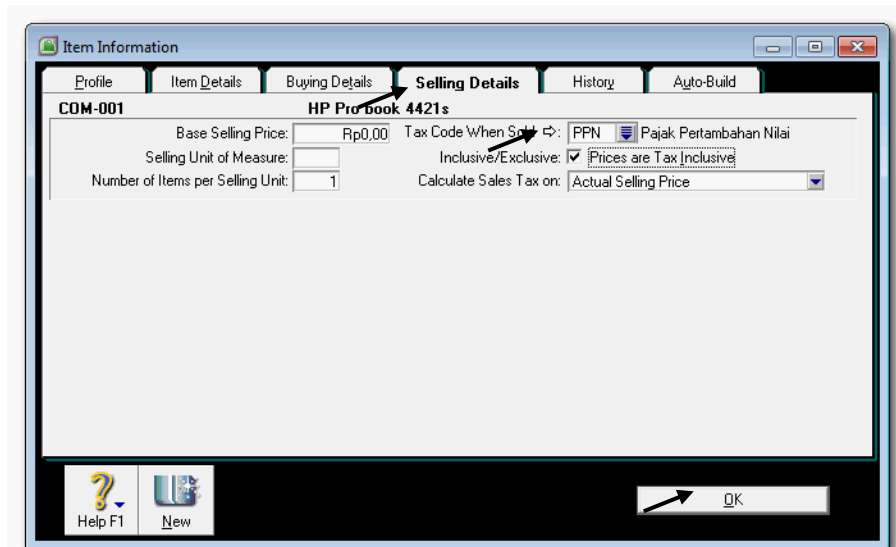 Item Information
Profile Item Details Buying Details Selling Details History Auto-Build
COM-001 HP Pro book 4421s
Base Selling Price: Rp0,00 Tax Code When Sold ⇨: PPN Pajak Pertambahan Nilai
Selling Unit of Measure: Inclusive/Exclusive: Prices are Tax Inclusive
Number of Items per Selling Unit: 1 Calculate Sales Tax on: Actual Selling Price
Help F1 New OK